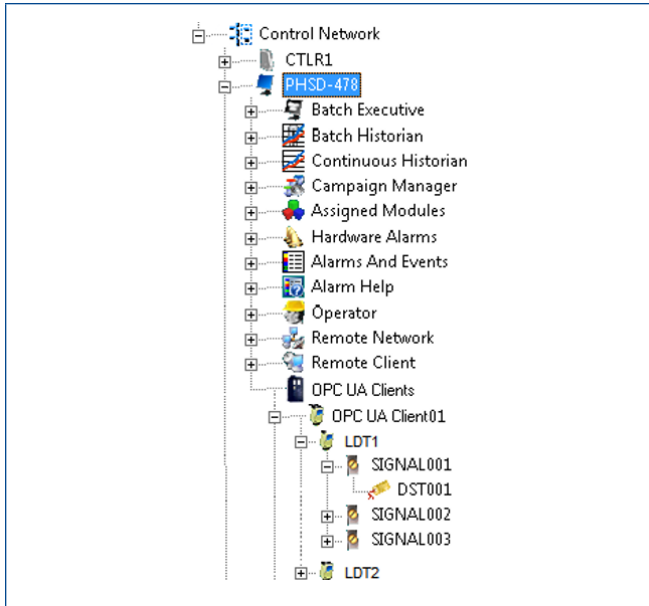 Control Network
CTLR1
PHSD-478
Batch Executive
Batch Historian
Continuous Historian
Campaign Manager
Assigned Modules
Hardware Alarms
Alarms And Events
Alarm Help
Operator
Remote Network
Remote Client
OPC UA Clients
OPC UA Client01
LDT1
SIGNAL001
DST001
SIGNAL002
SIGNAL003
LDT2